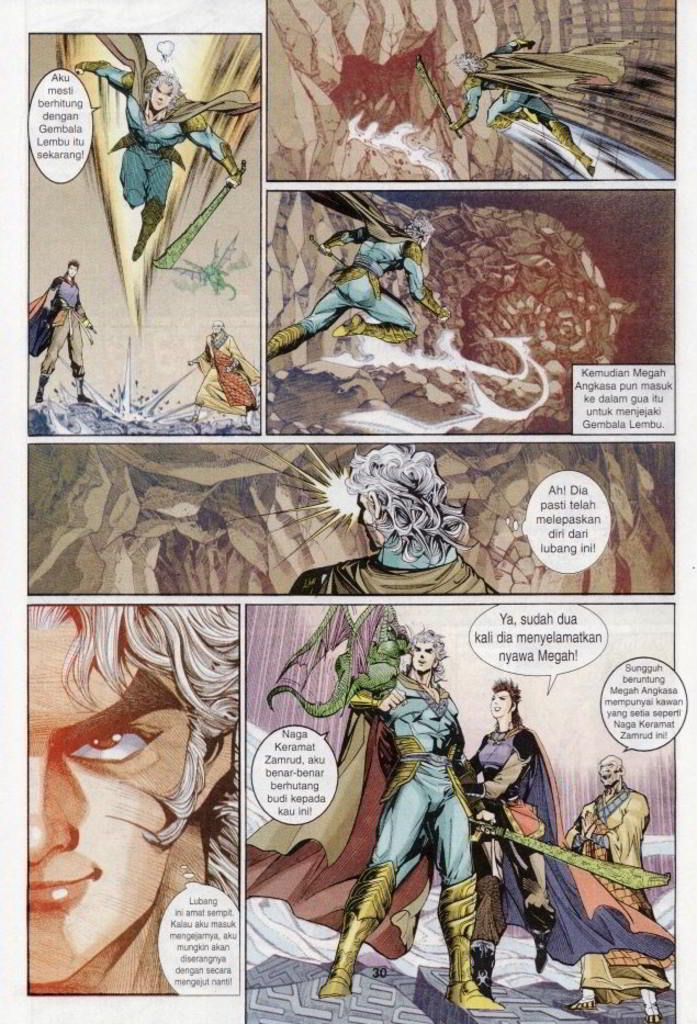 Aku
mesti
berhitung
dengan
Gembala
Lembu itu
sekarang!
Kemudian Megah
Angkasa pun masuk
ke dalam gua itu
untuk menjejaki
Gembala Lembu.
Ah! Dia
pasti telah
melepaskan
diri dari
lubang ini!
Lubang
ini amat sempit.
Kalau aku masuk
mengejarnya, aku
mungkin akan
diserangnya
dengan secara
mengejut nanti!
Ya, sudah dua
kali dia menyelamatkan
nyawa Megah!
Sungguh
beruntung
Megah Angkasa
mempunyai kawan
yang setia seperti
Naga Keramat
Zamrud ini!
Naga
Keramat
Zamrud, aku
benar-benar
berhutang
budi kepada
kau ini!
30